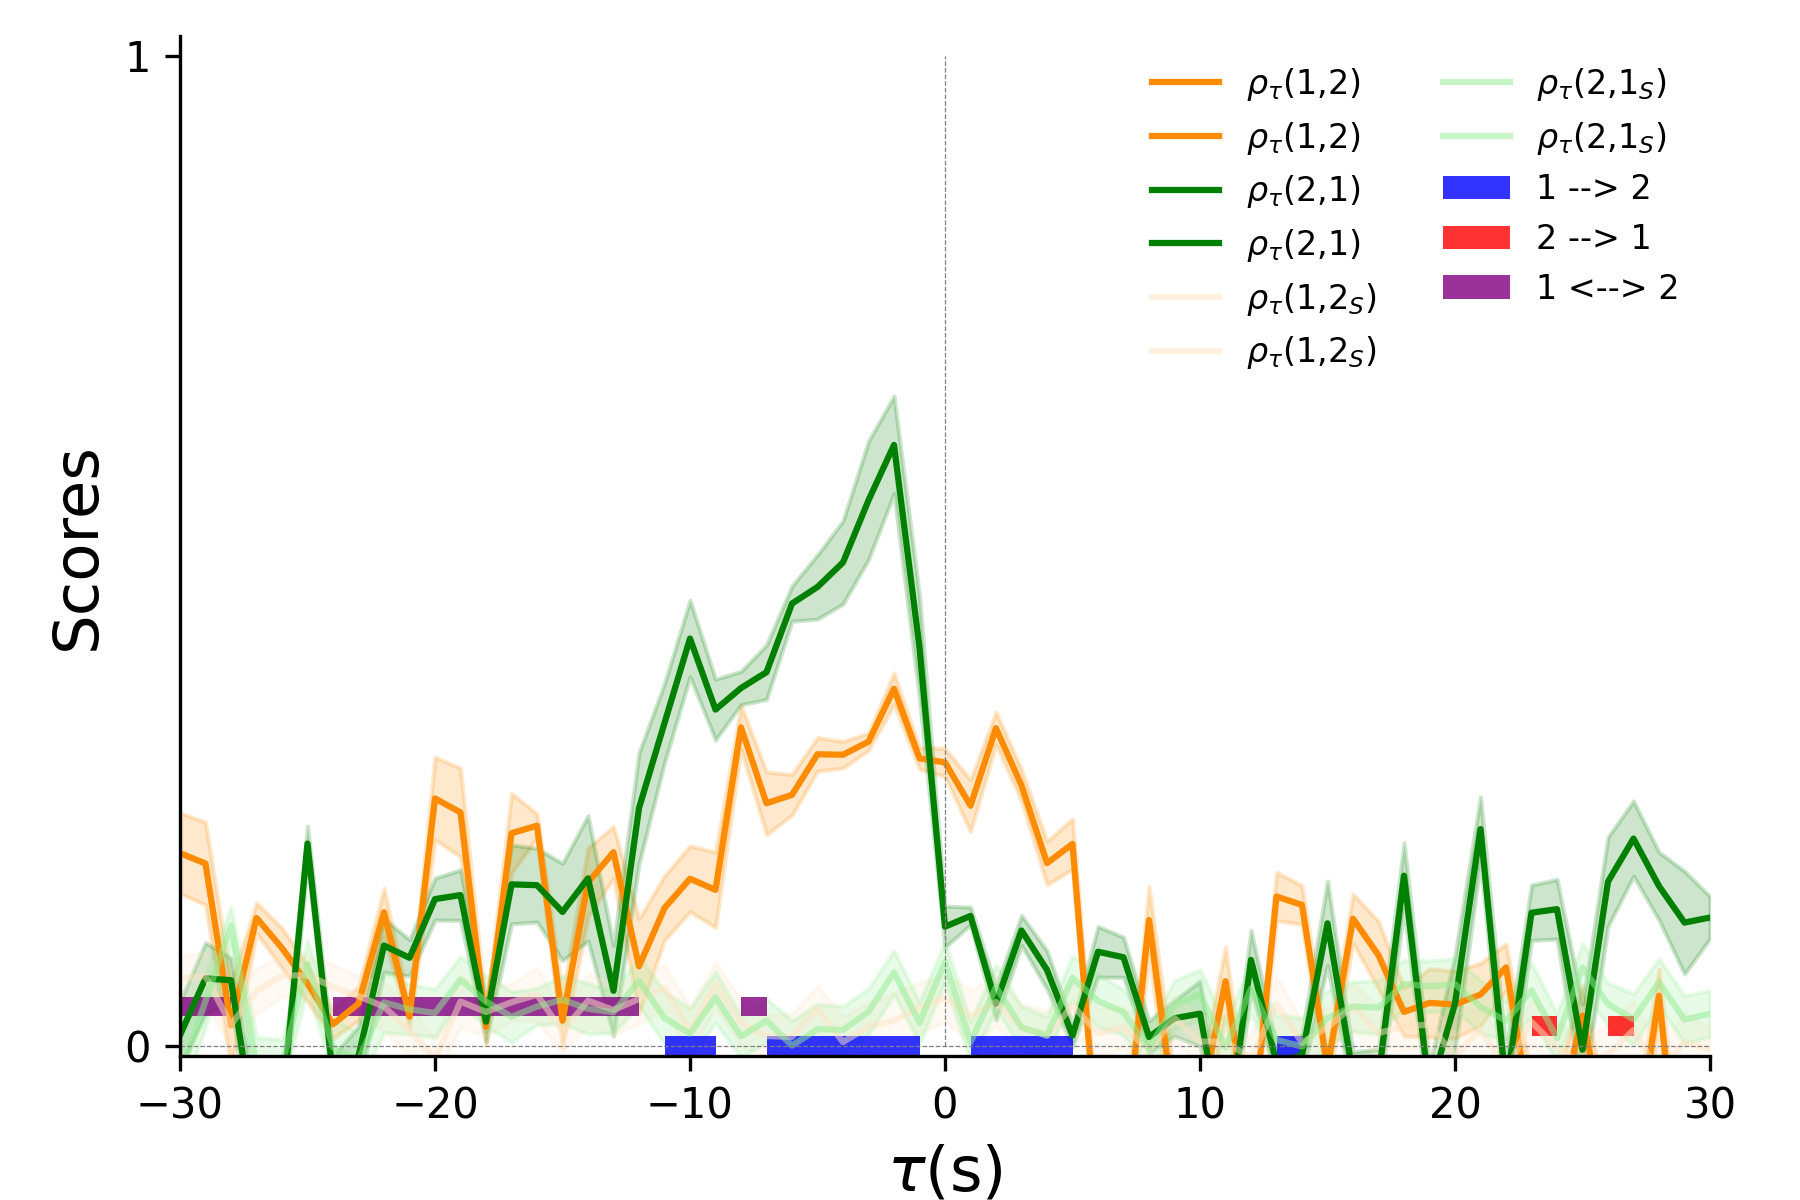 1
ρτ(1,2)
ρτ(1,2)
ρτ(2,1)
ρτ(2,1)
ρτ(1,2S)
ρτ(1,2S)
ρτ(2,1S)
ρτ(2,1S)
1 --> 2
2 --> 1
1 <--> 2
Scores
0
−30 −20 −10 0 10 20 30
τ(s)